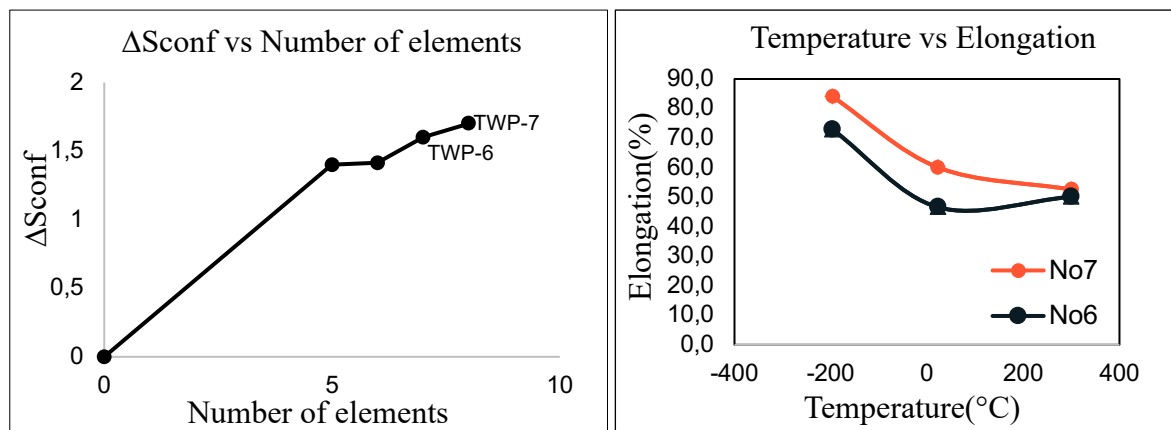 ΔSconf vs Number of elements
2
1,5
1
0,5
0
0
5
10
ΔSconf
Number of elements
TWP-7
TWP-6
Temperature vs Elongation
90,0
80,0
70,0
60,0
50,0
40,0
30,0
20,0
10,0
0,0
-400
-200
0
200
400
Elongation(%)
Temperature(°C)
No7
No6